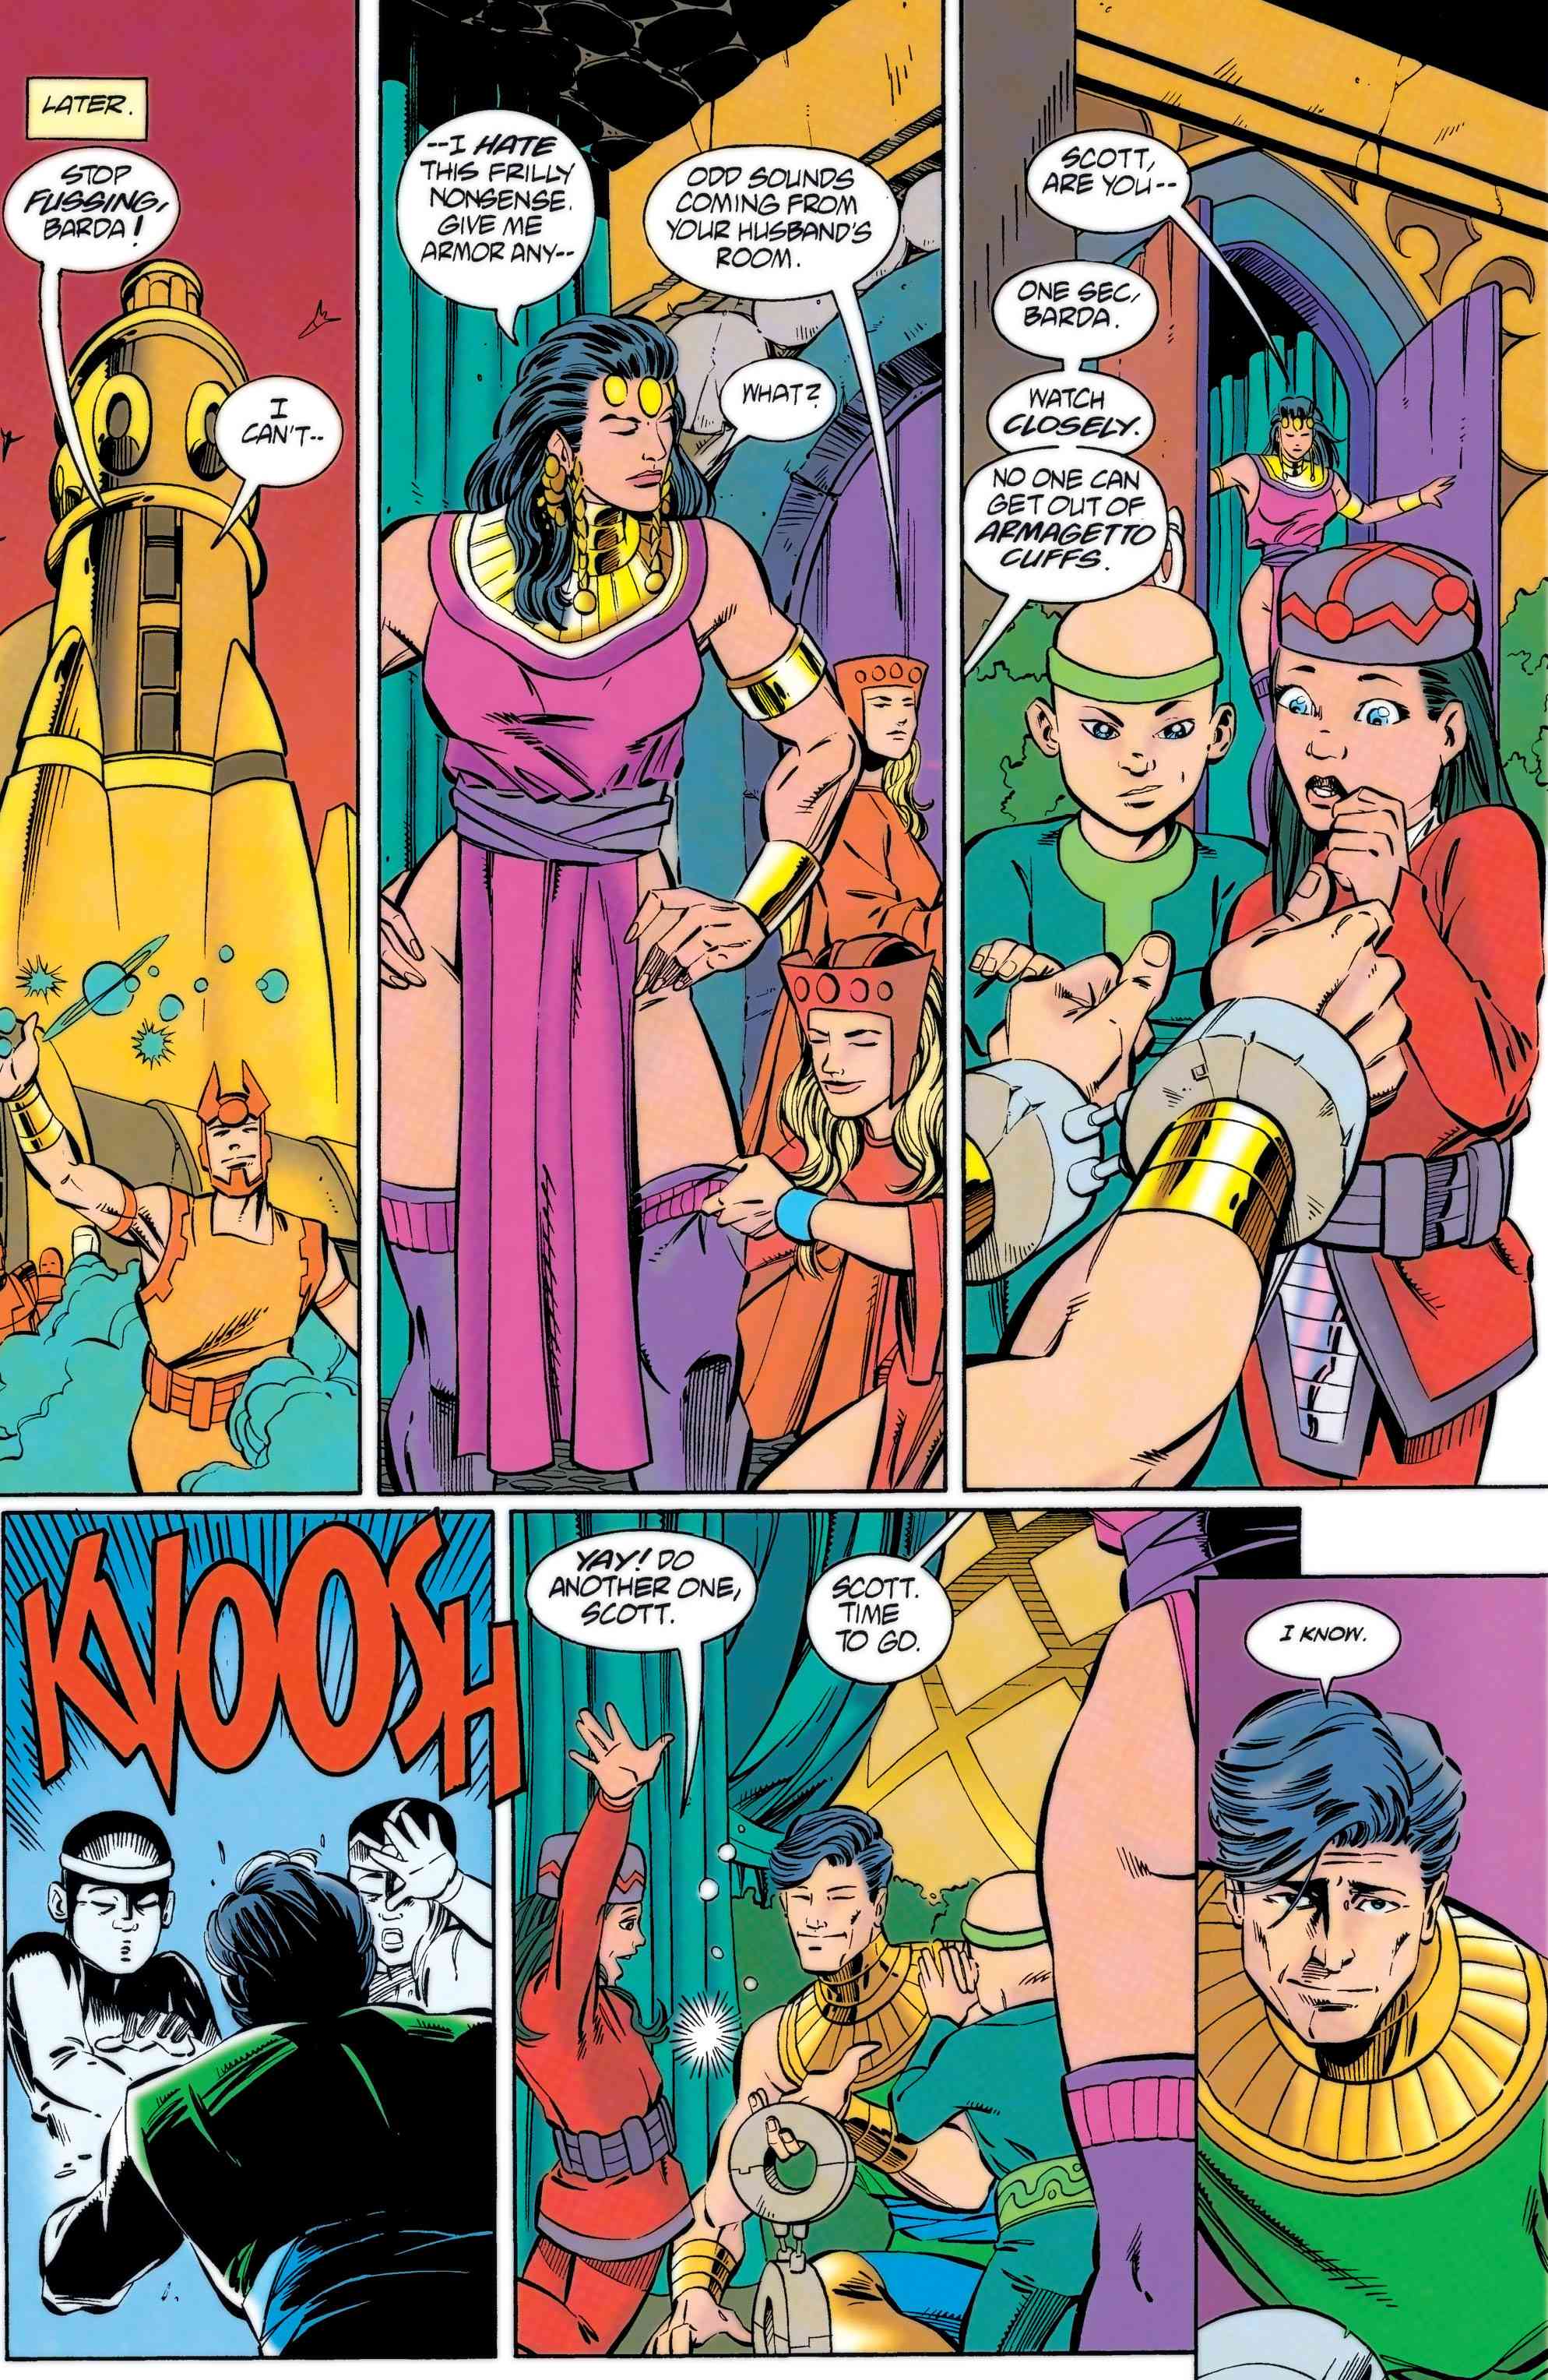 LATER.
STOP
FUSSING,
BARDA!
I
CAN'T--
--I HATE
THIS FRILLY
NONSENSE.
GIVE ME
ARMOR ANY--
ODD SOUNDS
COMING FROM
YOUR HUSBAND'S
ROOM.
WHAT?
SCOTT,
ARE YOU--
ONE SEC,
BARDA.
WATCH
CLOSELY.
NO ONE CAN
GET OUT OF
ARMAGETTO
CUFFS.
KVOOSH
YAY! DO
ANOTHER ONE,
SCOTT.
SCOTT.
TIME
TO GO.
I KNOW.